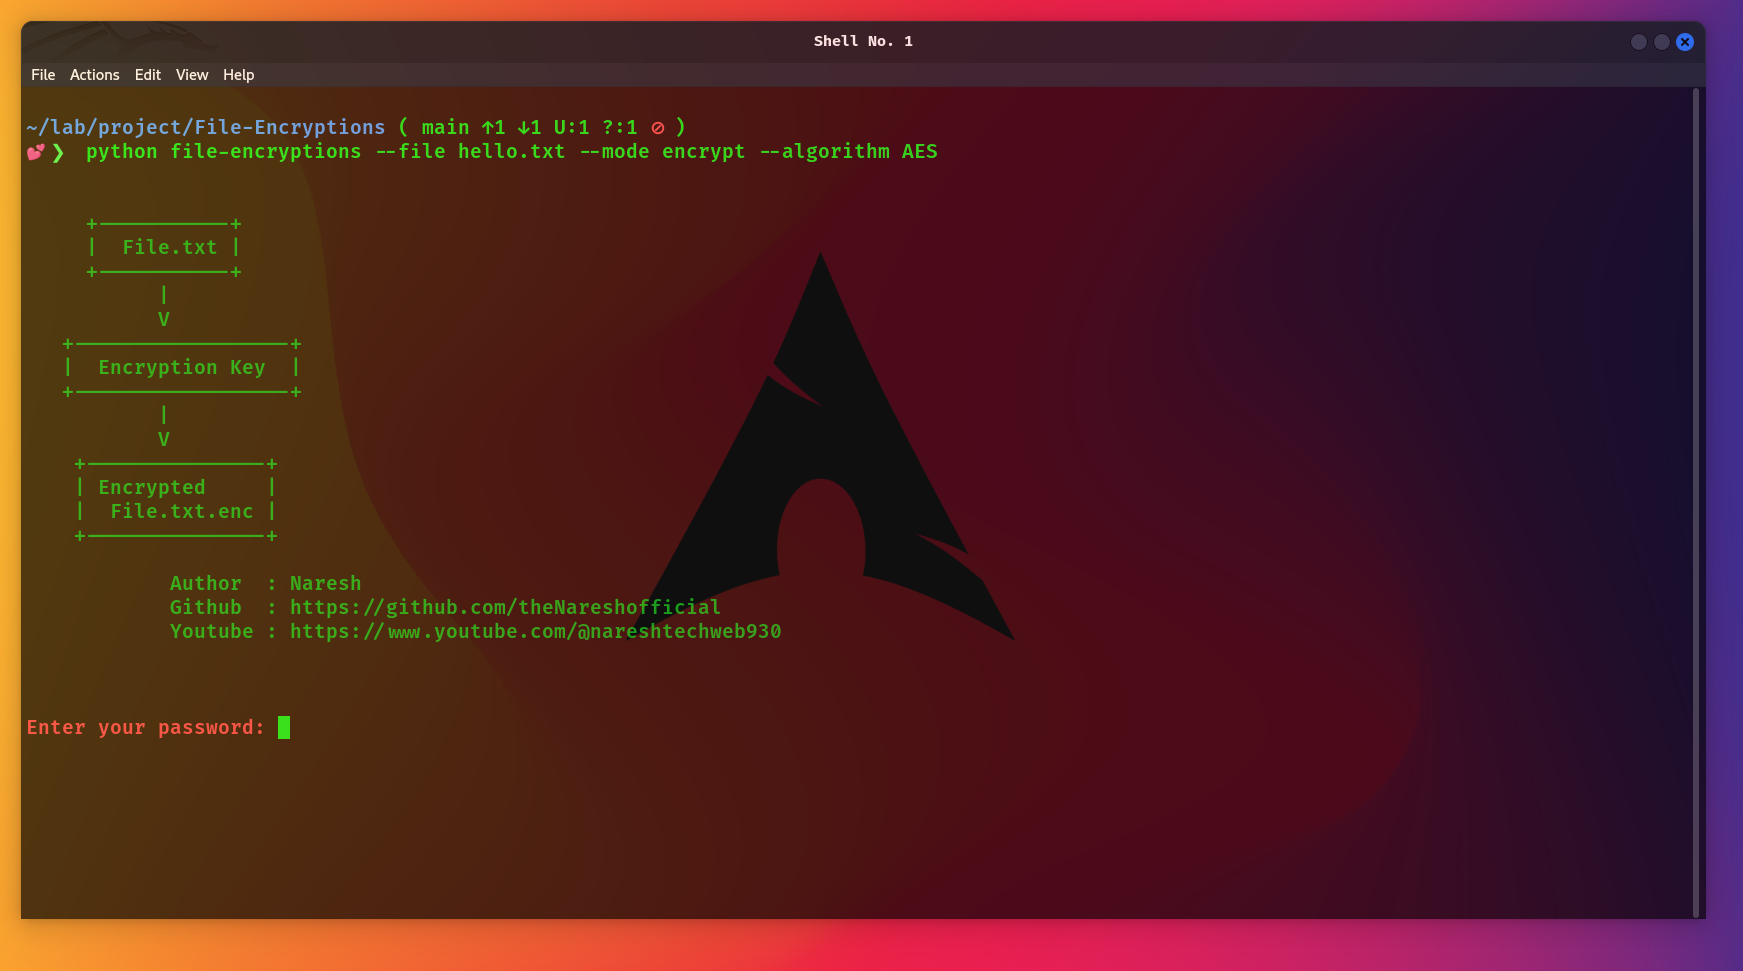 Shell No. 1
File Actions Edit View Help
~/lab/project/File-Encryptions ( main ↑1 ↓1 U:1 ?:1 ⊘ )
💕 ❯ python file-encryptions --file hello.txt --mode encrypt --algorithm AES
+-----------+
| File.txt |
+-----------+
|
V
+------------------+
| Encryption Key |
+------------------+
|
V
+---------------+
| Encrypted |
| File.txt.enc |
+---------------+
Author : Naresh
Github : https://github.com/theNareshofficial
Youtube : https://www.youtube.com/@nareshtechweb930
Enter your password: